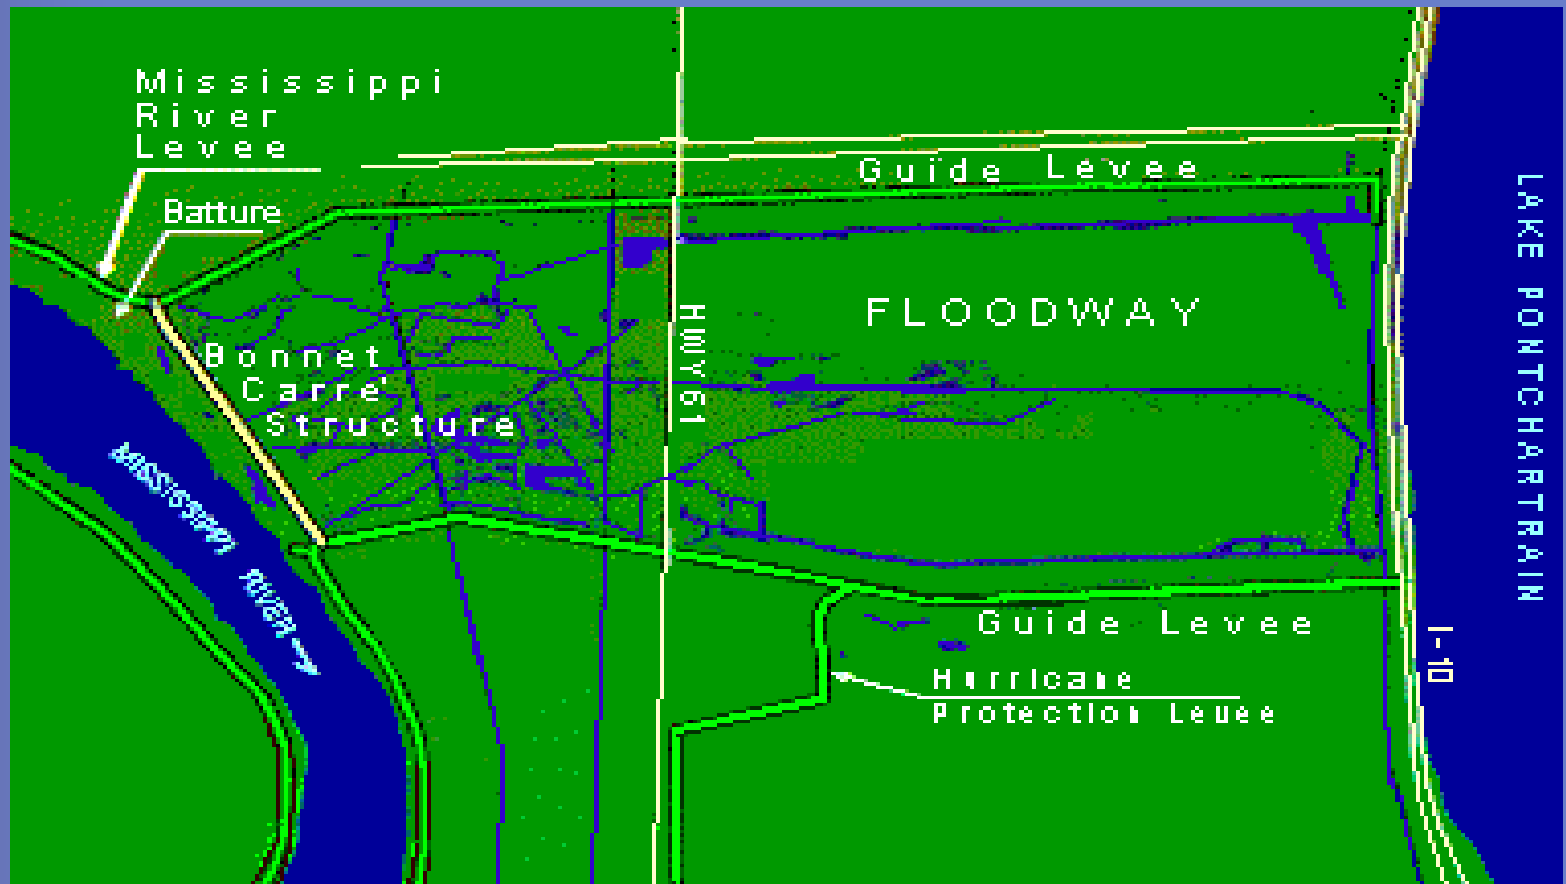 Mississippi
River
Levee
Batture
Guide Levee
FLOODWAY
HWY 61
Bonnet
Carre'
Structure
MISSISSIPPI RIVER
LAKE PONTCHARTRAIN
Guide Levee
I-10
Hurricane
Protection Levee